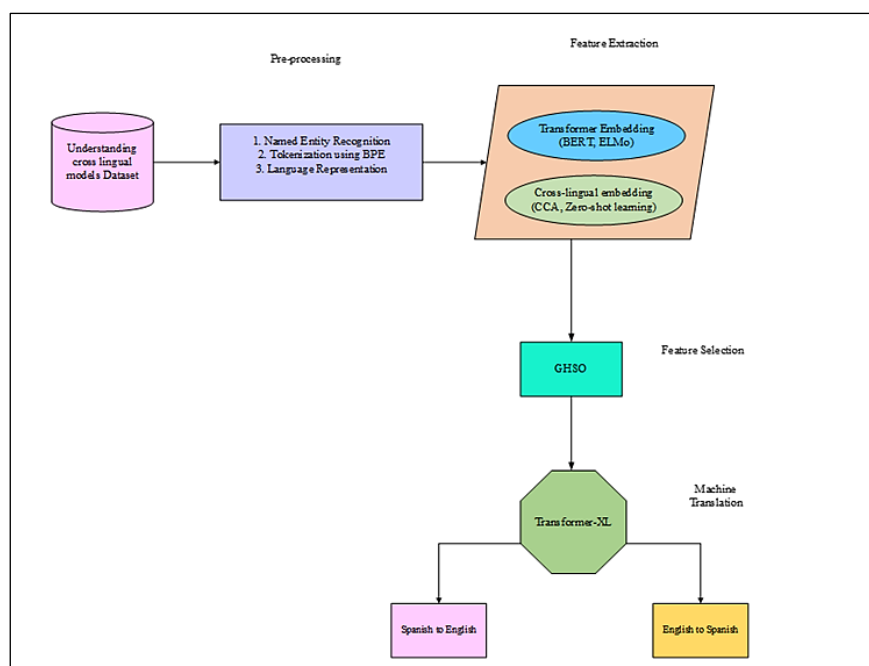 Feature Extraction
Pre-processing
Understanding
cross lingual
models Dataset
1. Named Entity Recognition
2. Tokenization using BPE
3. Language Representation
Transformer Embedding
(BERT, ELMo)
Cross-lingual embedding
(CCA, Zero-shot learning)
GHSO
Feature Selection
Machine
Translation
Transformer-XL
Spanish to English
English to Spanish